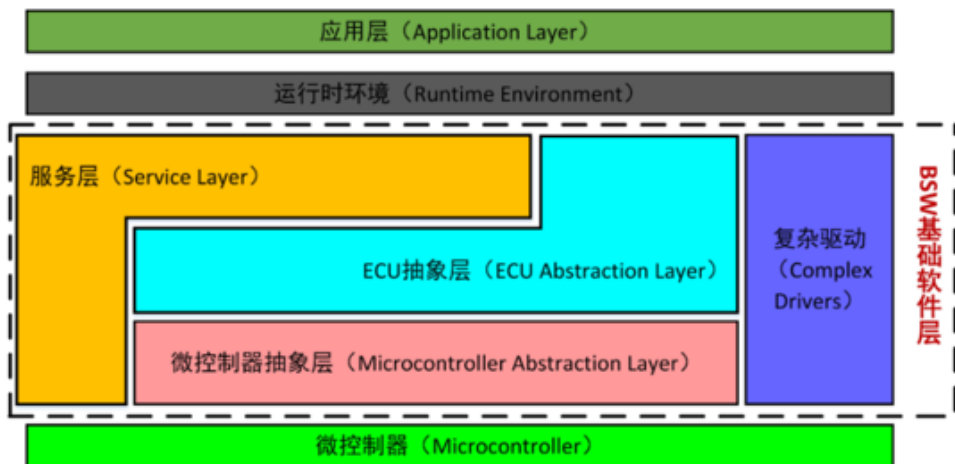 应用层（Application Layer）
运行时环境（Runtime Environment）
服务层（Service Layer）
ECU抽象层（ECU Abstraction Layer）
微控制器抽象层（Microcontroller Abstraction Layer）
复杂驱动
（Complex
Drivers）
BSW基础软件层
微控制器（Microcontroller）